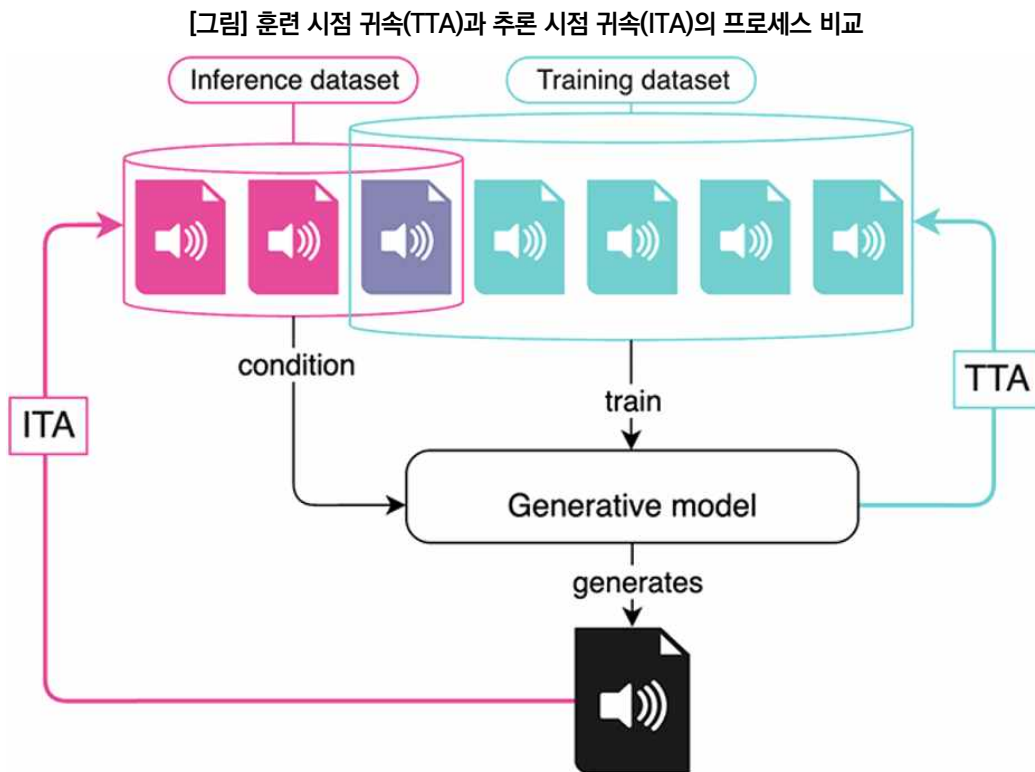 [그림] 훈련 시점 귀속(TTA)과 추론 시점 귀속(ITA)의 프로세스 비교
Inference dataset
Training dataset
condition
train
ITA
TTA
Generative model
generates